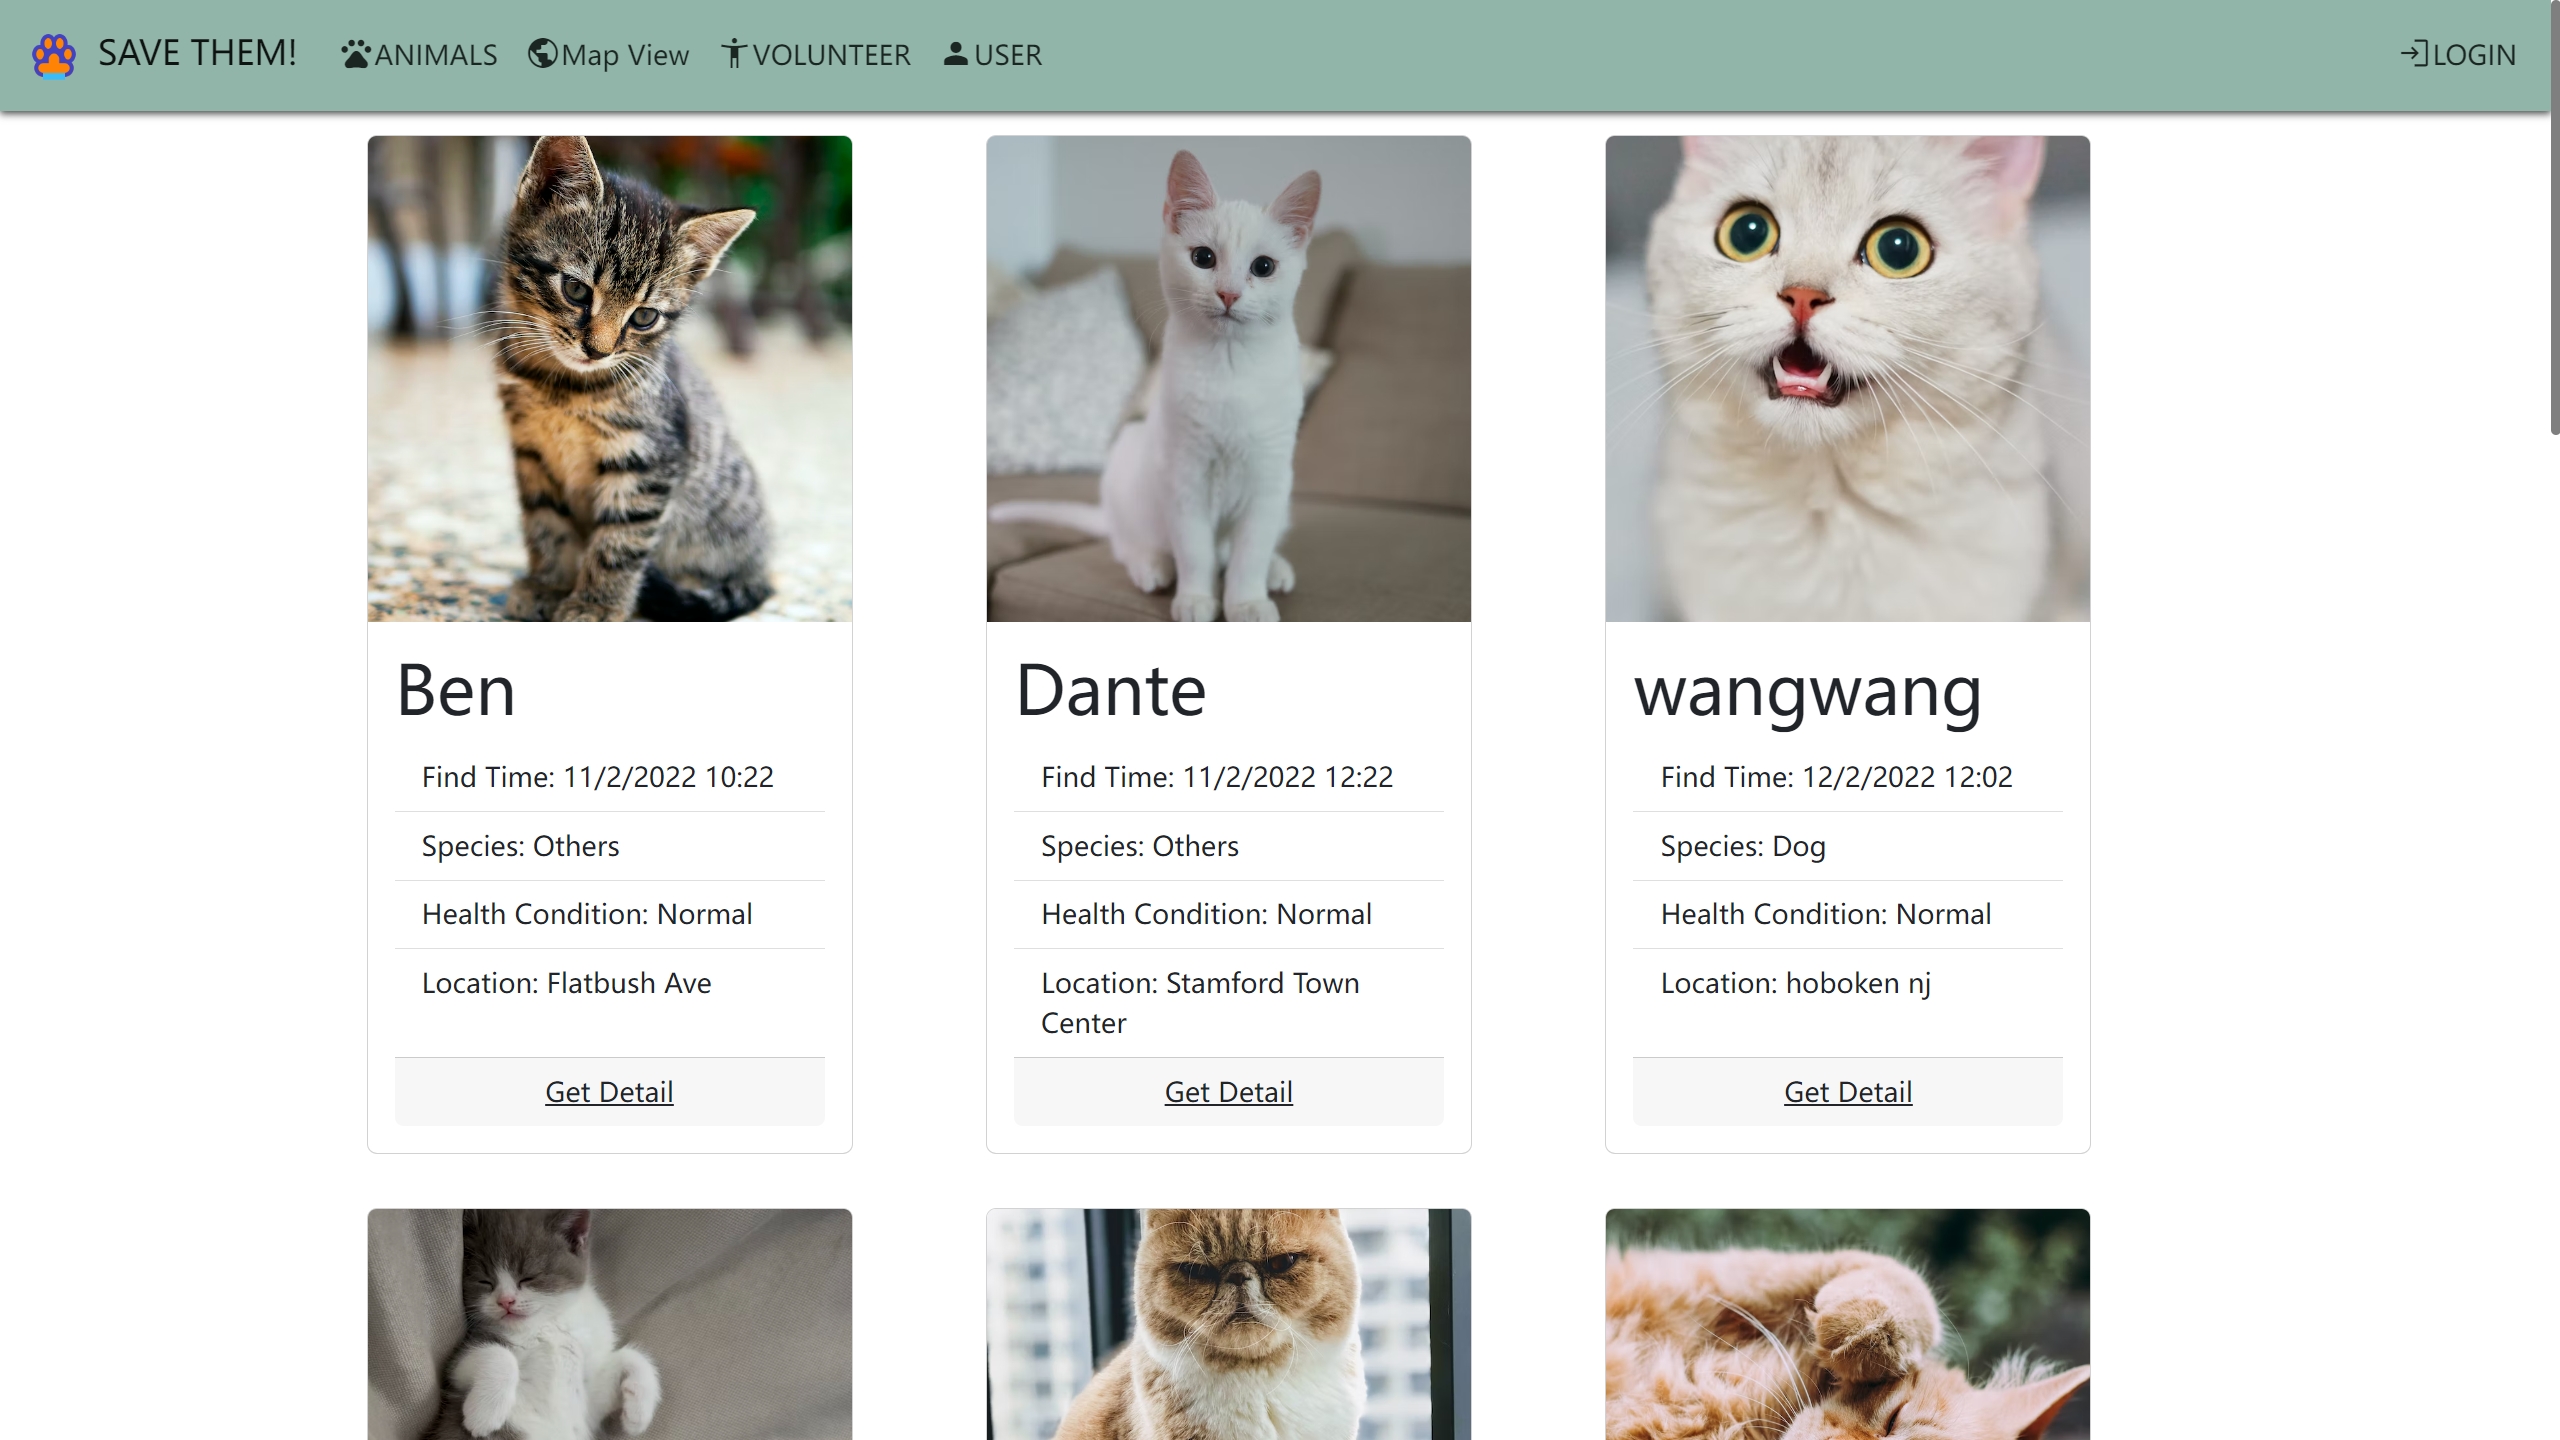 SAVE THEM!
ANIMALS
Map View
VOLUNTEER
USER
LOGIN
Ben
Find Time: 11/2/2022 10:22
Species: Others
Health Condition: Normal
Location: Flatbush Ave
Get Detail
Dante
Find Time: 11/2/2022 12:22
Species: Others
Health Condition: Normal
Location: Stamford Town
Center
Get Detail
wangwang
Find Time: 12/2/2022 12:02
Species: Dog
Health Condition: Normal
Location: hoboken nj
Get Detail